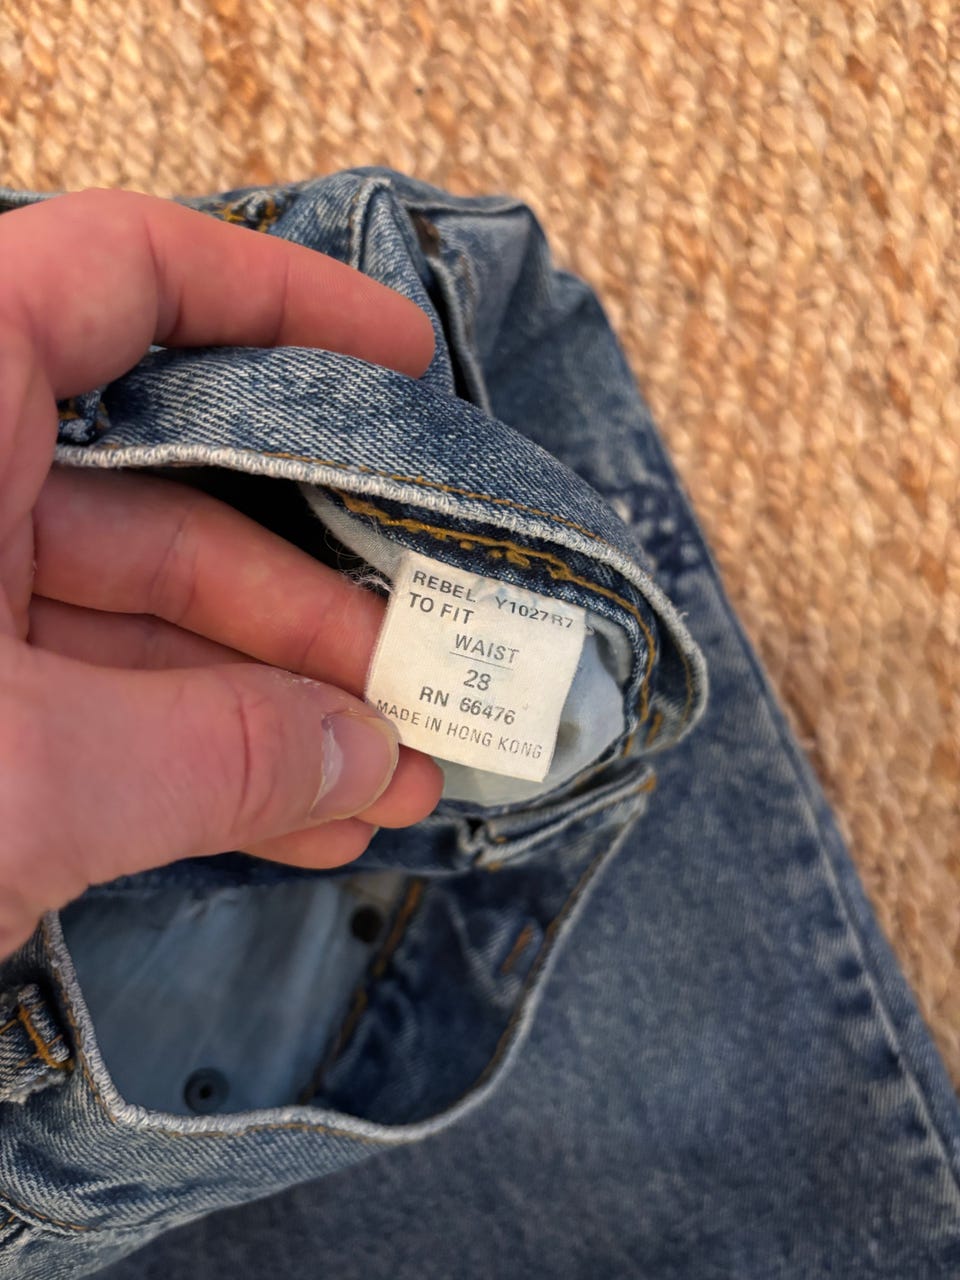 REBEL Y1027R7
TO FIT
WAIST
28
RN 66476
MADE IN HONG KONG